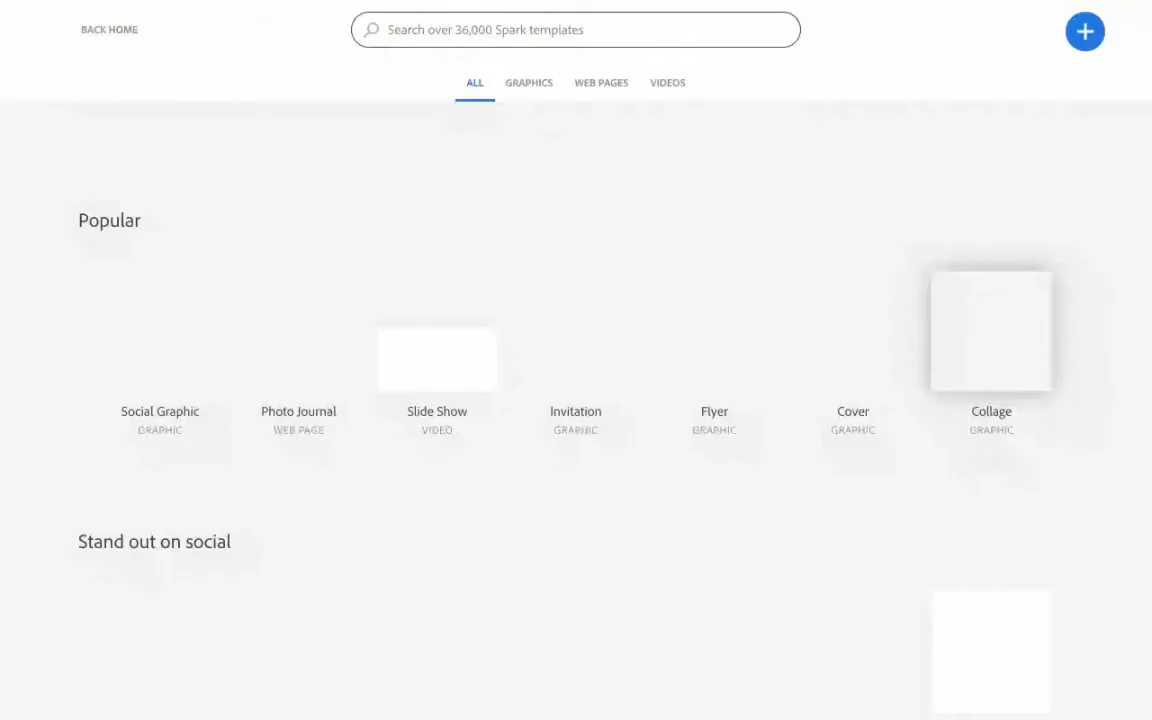 BACK HOME
Search over 36,000 Spark templates
ALL GRAPHICS WEB PAGES VIDEOS
Popular
Social Graphic Photo Journal Slide Show Invitation Flyer Cover Collage
GRAPHIC WEB PAGE VIDEO GRAPHIC GRAPHIC GRAPHIC GRAPHIC
Stand out on social